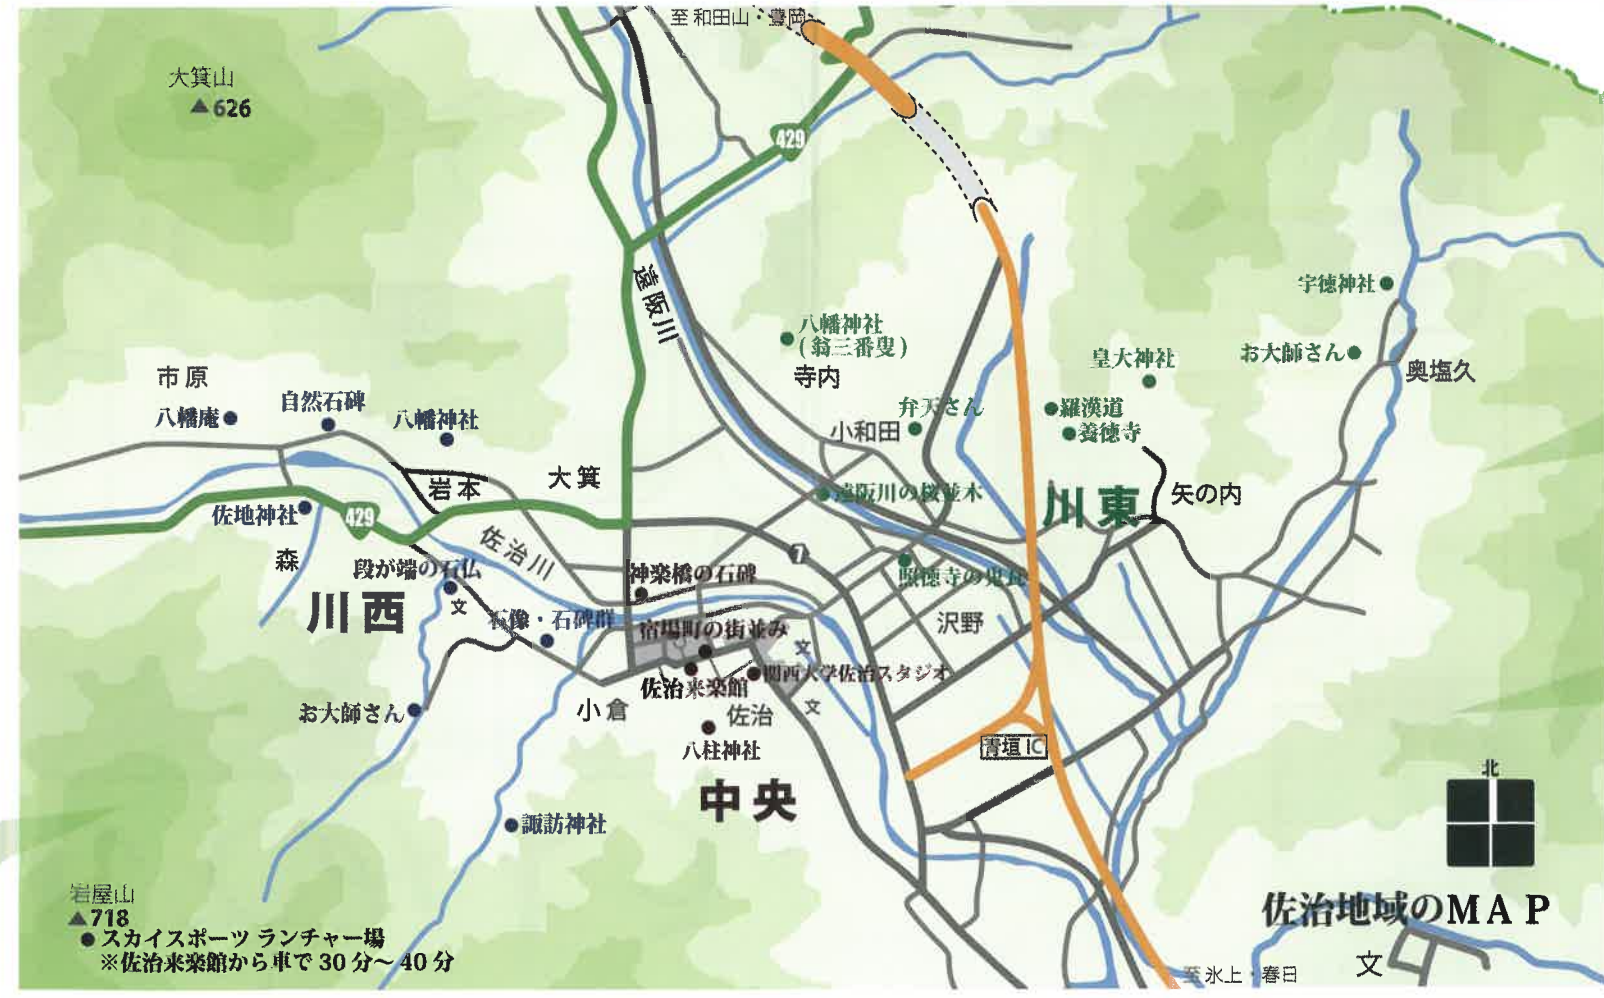 至 和田山・豊岡
大箕山
▲626
429
遠阪川
宇徳神社
八幡神社
(翁三番叟)
寺内
お大師さん
皇大神社
奥塩久
市原
八幡庵
自然石碑
八幡神社
弁天さん
羅漢道
小和田
養徳寺
岩本
大箕
遠阪川の桜並木
川東
矢の内
佐地神社
429
佐治川
森
7
段が端の石仏
神楽橋の石碑
照徳寺の鬼瓦
文
川西
石像・石碑群
宿場町の街並み
沢野
文
関西大学佐治スタジオ
佐治来楽館
お大師さん
小倉
佐治
文
八柱神社
青垣IC
中央
北
諏訪神社
岩屋山
▲718
スカイスポーツ ランチャー場
※佐治来楽館から車で30分〜40分
佐治地域のMAP
文
至 氷上・春日